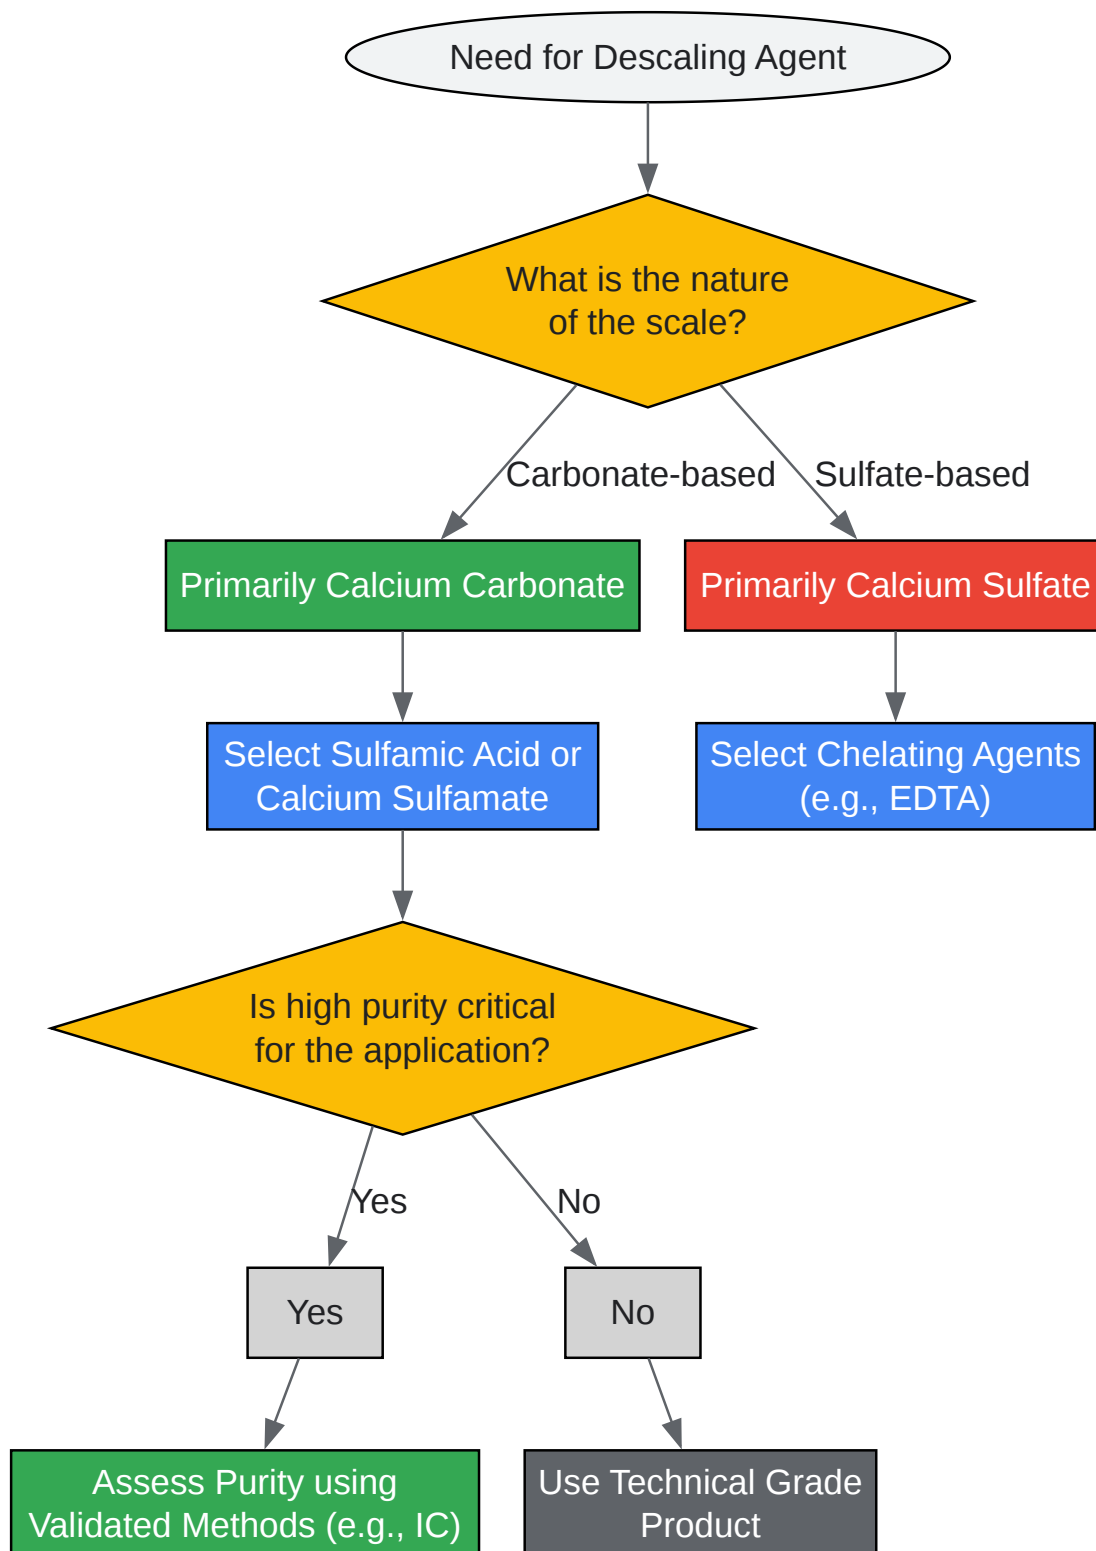 Need for Descaling Agent
What is the nature
of the scale?
Carbonate-based
Sulfate-based
Primarily Calcium Carbonate
Primarily Calcium Sulfate
Select Sulfamic Acid or
Calcium Sulfamate
Select Chelating Agents
(e.g., EDTA)
Is high purity critical
for the application?
Yes
No
Yes
No
Assess Purity using
Validated Methods (e.g., IC)
Use Technical Grade
Product